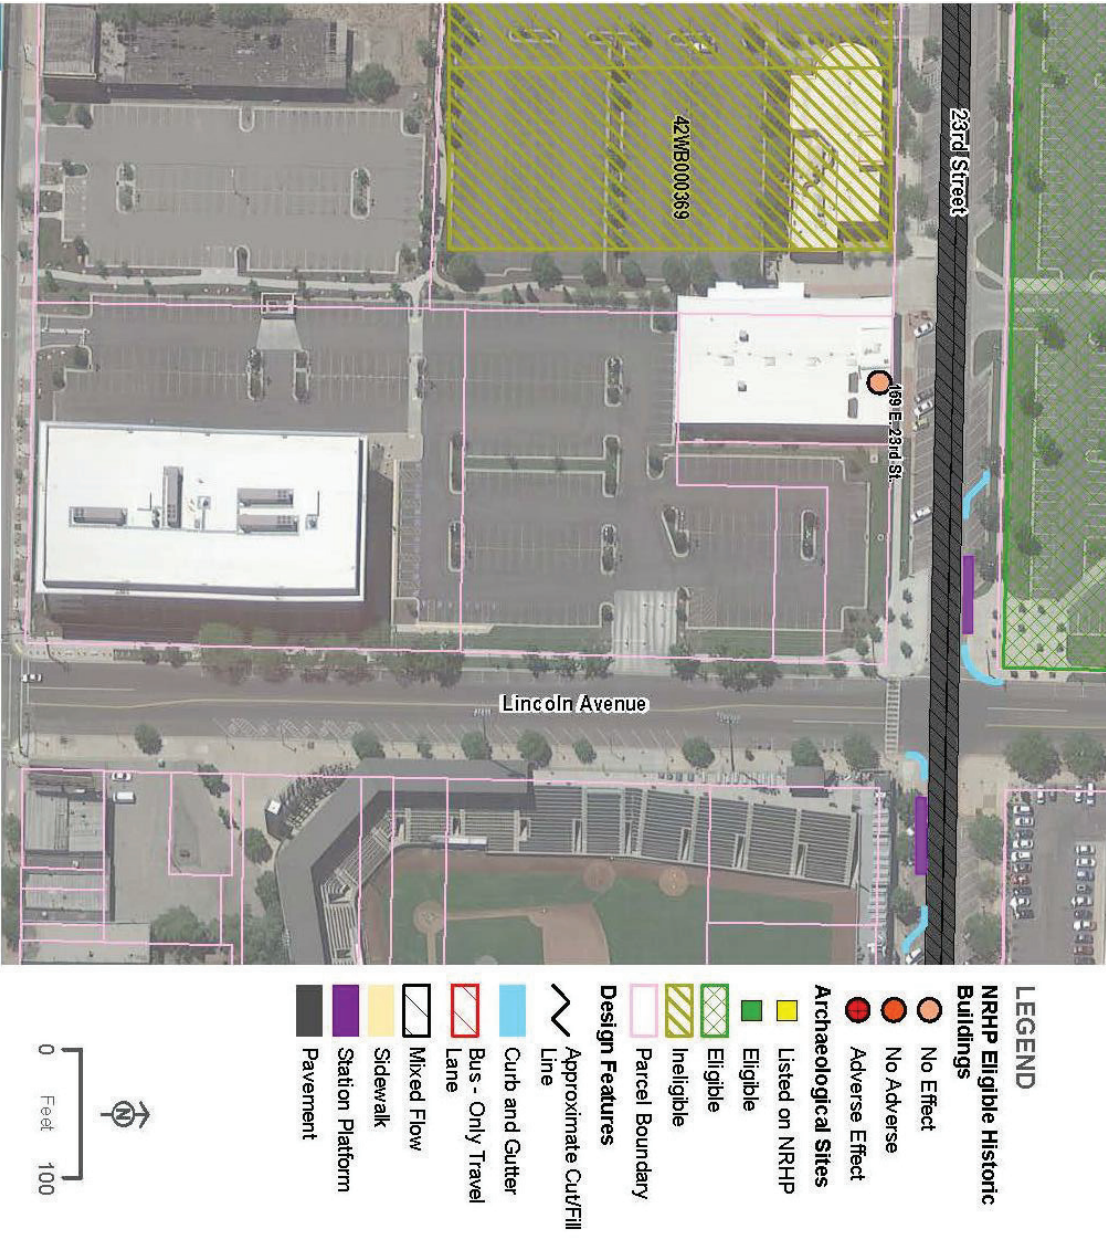 23rd Street
42WB000369
169 E. 23rd St.
Lincoln Avenue
LEGEND
NRHP Eligible Historic
Buildings
No Effect
No Adverse
Adverse Effect
Archaeological Sites
Listed on NRHP
Eligible
Eligible
Ineligible
Parcel Boundary
Design Features
Approximate Cut/Fill
Line
Curb and Gutter
Bus - Only Travel
Lane
Mixed Flow
Sidewalk
Station Platform
Pavement
N
0 Feet 100